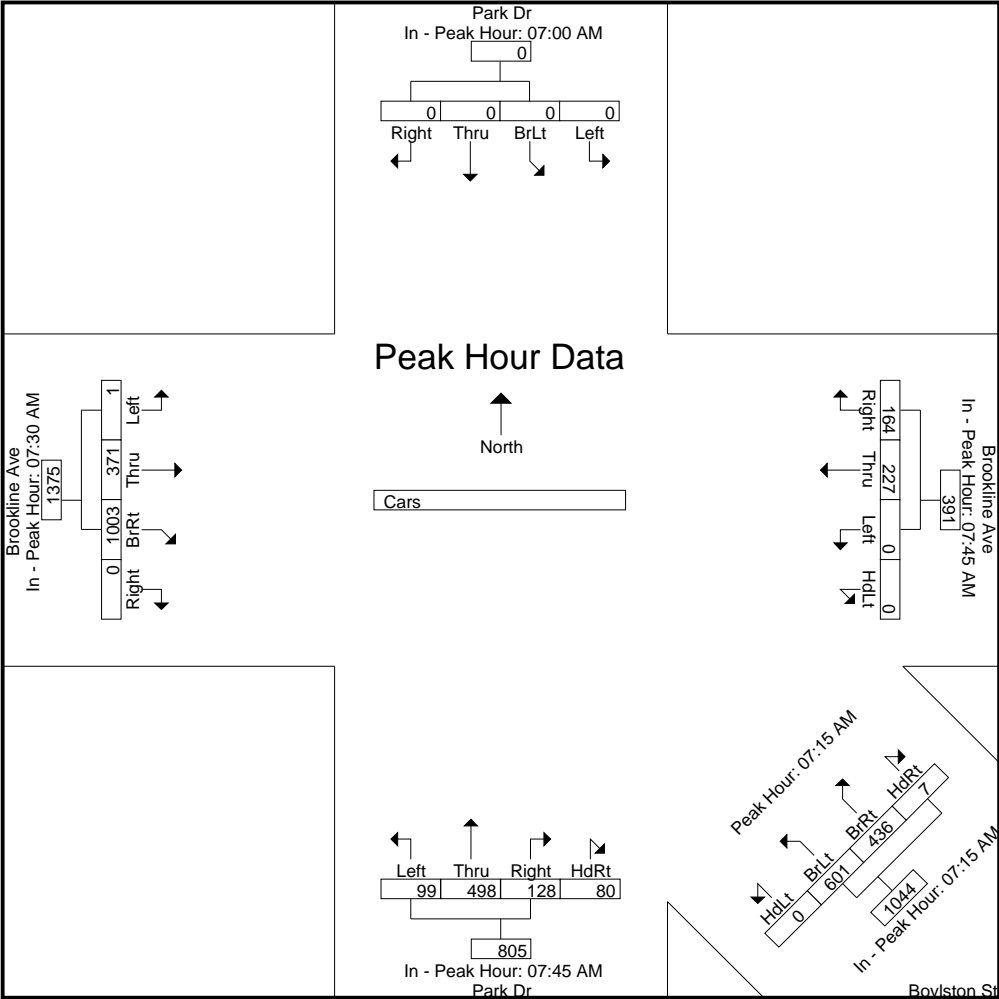 Park Dr
In - Peak Hour: 07:00 AM
0
0 0 0 0
Right Thru BrLt Left
Peak Hour Data
North
Cars
Brookline Ave
In - Peak Hour: 07:30 AM
1375
1 371 1003 0
Left Thru BrRt Right
Brookline Ave
In - Peak Hour: 07:45 AM
391
164 227 0 0
Right Thru Left HdLt
Peak Hour: 07:15 AM
HdLt BrLt BrRt HdRt
0 601 436 7
1044
In - Peak Hour: 07:15 AM
Boylston St
Left Thru Right HdRt
99 498 128 80
805
In - Peak Hour: 07:45 AM
Park Dr